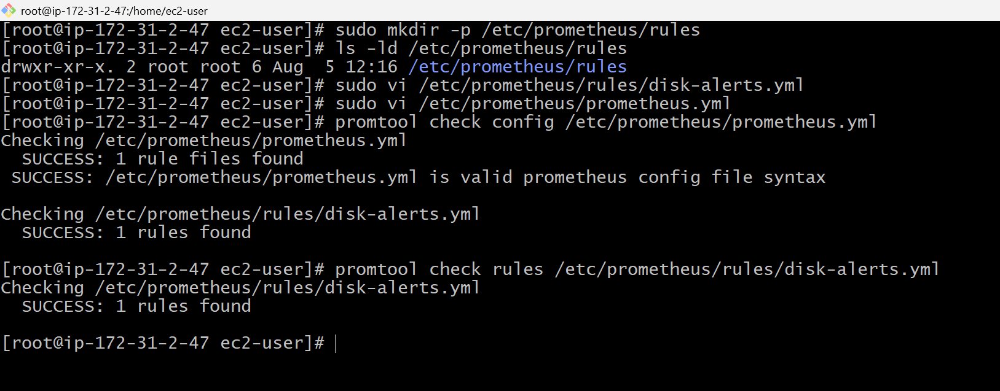 root@ip-172-31-2-47:/home/ec2-user
[root@ip-172-31-2-47 ec2-user]# sudo mkdir -p /etc/prometheus/rules
[root@ip-172-31-2-47 ec2-user]# ls -ld /etc/prometheus/rules
drwxr-xr-x. 2 root root 6 Aug  5 12:16 /etc/prometheus/rules
[root@ip-172-31-2-47 ec2-user]# sudo vi /etc/prometheus/rules/disk-alerts.yml
[root@ip-172-31-2-47 ec2-user]# sudo vi /etc/prometheus/prometheus.yml
[root@ip-172-31-2-47 ec2-user]# promtool check config /etc/prometheus/prometheus.yml
Checking /etc/prometheus/prometheus.yml
  SUCCESS: 1 rule files found
 SUCCESS: /etc/prometheus/prometheus.yml is valid prometheus config file syntax

Checking /etc/prometheus/rules/disk-alerts.yml
  SUCCESS: 1 rules found

[root@ip-172-31-2-47 ec2-user]# promtool check rules /etc/prometheus/rules/disk-alerts.yml
Checking /etc/prometheus/rules/disk-alerts.yml
  SUCCESS: 1 rules found

[root@ip-172-31-2-47 ec2-user]#